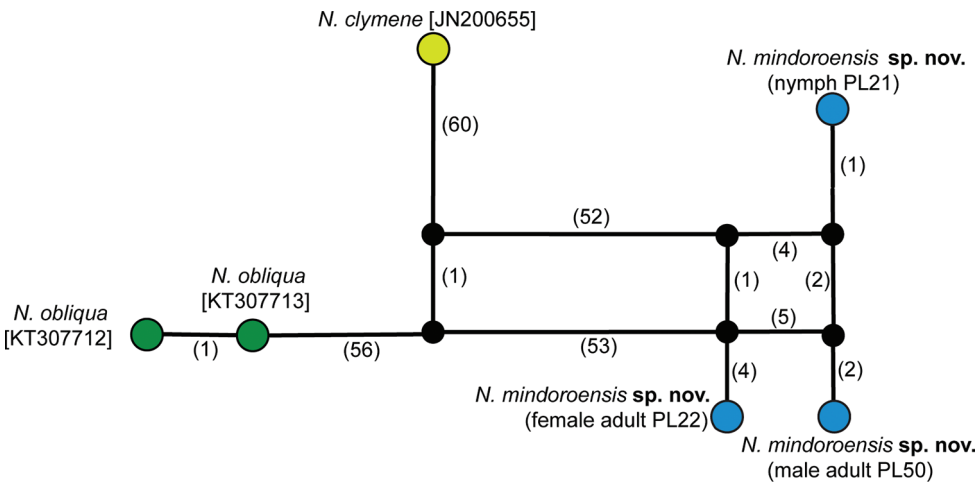 N. clymene [JN200655]
N. mindoroensis sp. nov.
(nymph PL21)
(60)
(1)
(52)
(4)
N. obliqua
[KT307713]
(1)
(1)
(2)
N. obliqua
[KT307712]
(1)
(56)
(53)
(5)
(4)
(2)
N. mindoroensis sp. nov.
(female adult PL22)
N. mindoroensis sp. nov.
(male adult PL50)